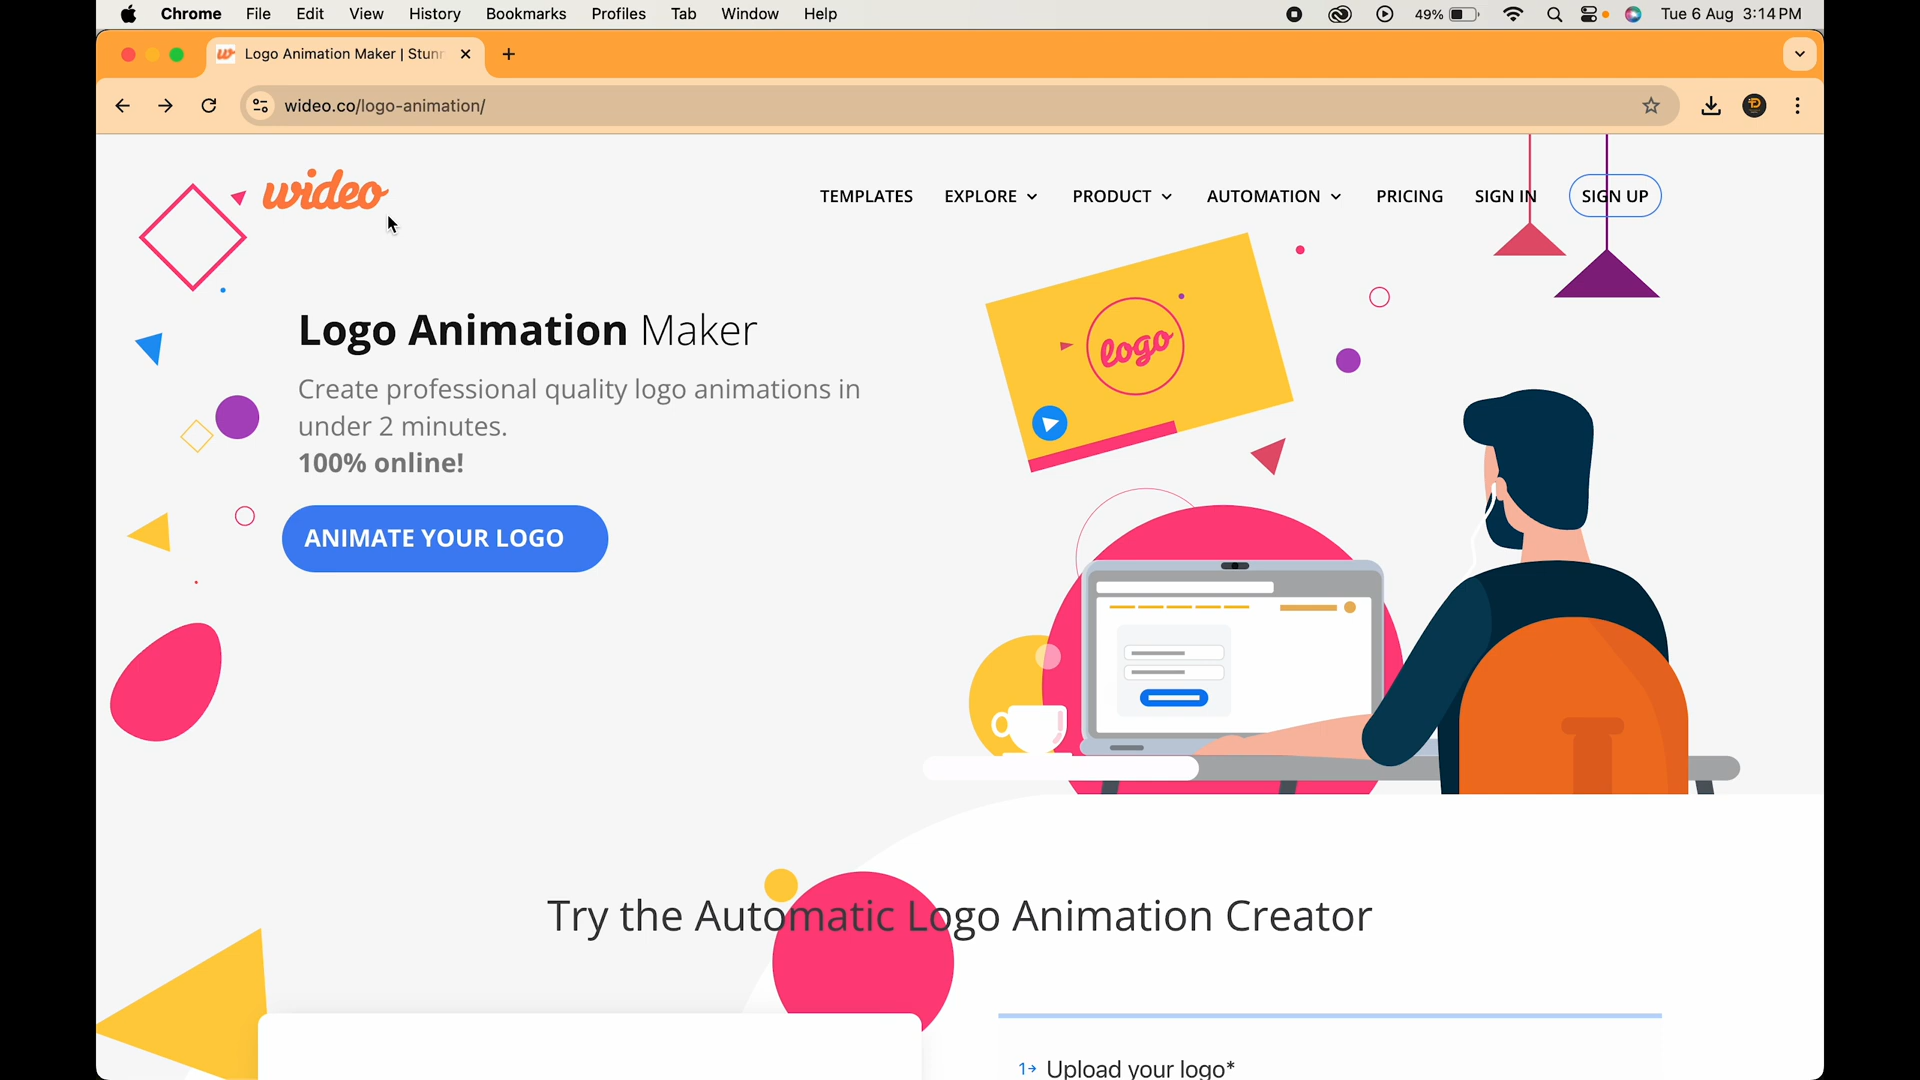 Chrome File Edit View History Bookmarks Profiles Tab Window Help 49% Tue 6 Aug 3:14 PM
Logo Animation Maker | Stun
wideo.co/logo-animation/
wideo
TEMPLATES EXPLORE PRODUCT AUTOMATION PRICING SIGN IN SIGN UP
logo
Logo Animation Maker
Create professional quality logo animations in
under 2 minutes.
100% online!
ANIMATE YOUR LOGO
Try the Automatic Logo Animation Creator
1→ Upload your logo*